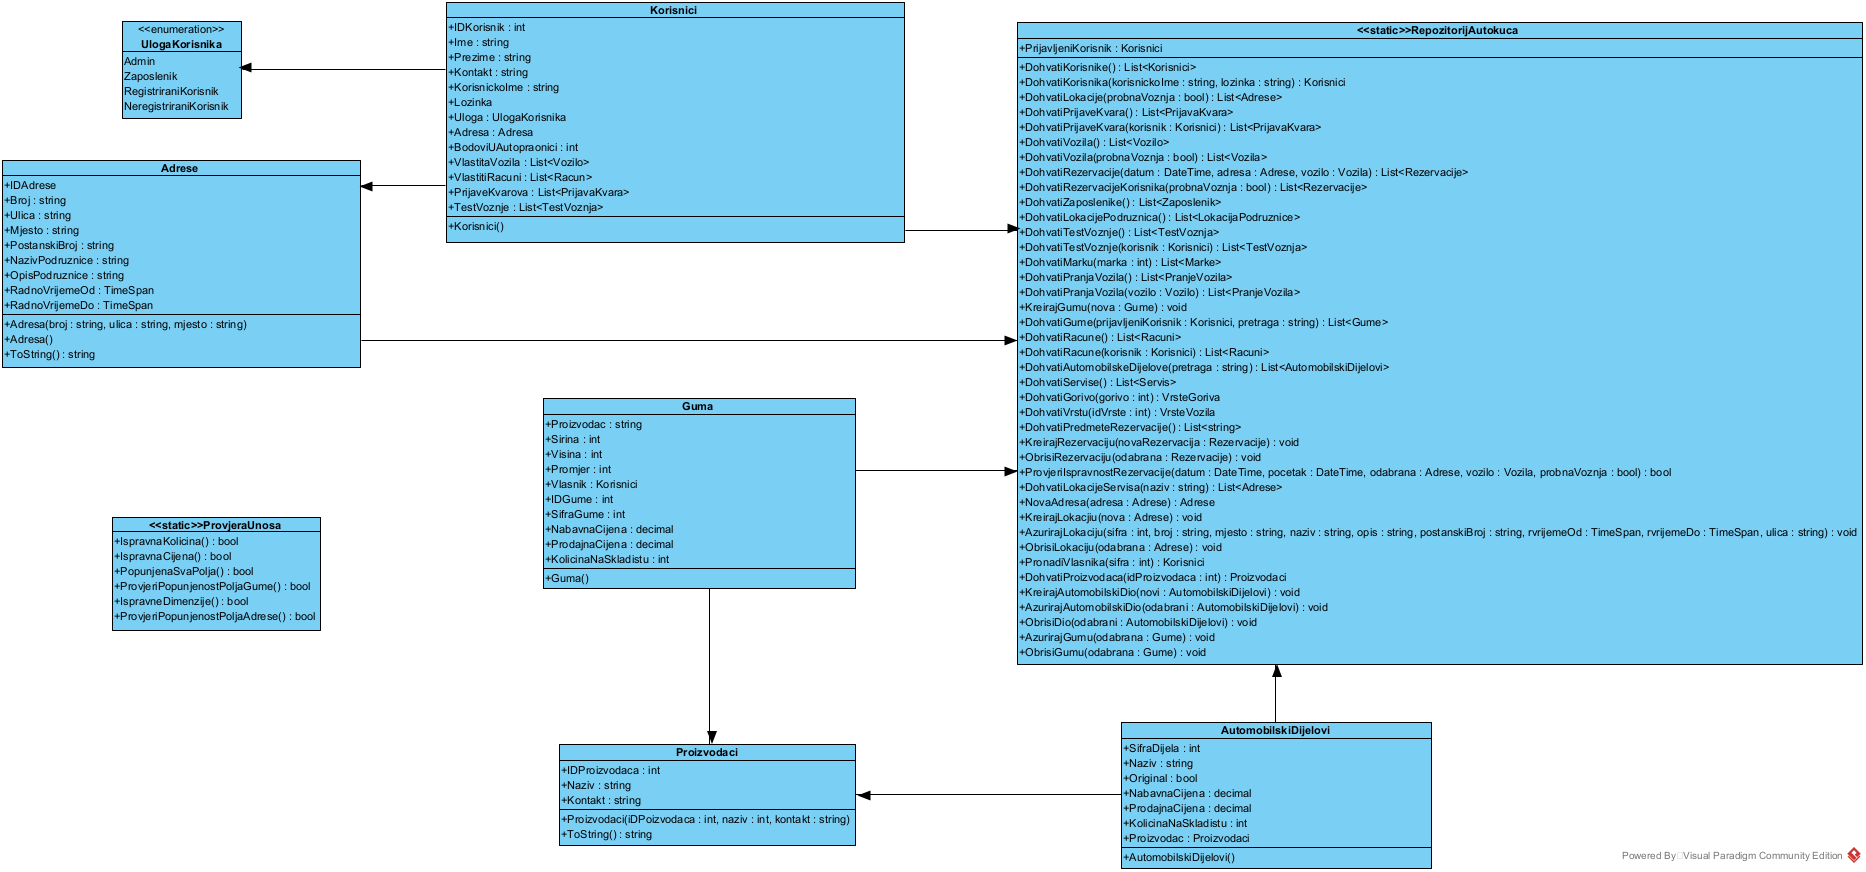 <<enumeration>>
UlogaKorisnika
Admin
Zaposlenik
RegistriraniKorisnik
NeregistriraniKorisnik
Korisnici
+IDKorisnik : int
+Ime : string
+Prezime : string
+Kontakt : string
+KorisnickoIme : string
+Lozinka
+Uloga : UlogaKorisnika
+Adresa : Adresa
+BodoviUAutopraonici : int
+VlastitaVozila : List<Vozilo>
+VlastitiRacuni : List<Racun>
+PrijaveKvarova : List<PrijavaKvara>
+TestVoznje : List<TestVoznja>
+Korisnici()
Adrese
+IDAdrese
+Broj : string
+Ulica : string
+Mjesto : string
+PostanskiBroj : string
+NazivPodruznice : string
+OpisPodruznice : string
+RadnoVrijemeOd : TimeSpan
+RadnoVrijemeDo : TimeSpan
+Adresa(broj : string, ulica : string, mjesto : string)
+Adresa()
+ToString() : string
<<static>>RepozitorijAutokuca
+PrijavljeniKorisnik : Korisnici
+DohvatiKorisnike() : List<Korisnici>
+DohvatiKorisnika(korisnickoIme : string, lozinka : string) : Korisnici
+DohvatiLokacije(probnaVoznja : bool) : List<Adrese>
+DohvatiPrijaveKvara() : List<PrijavaKvara>
+DohvatiPrijaveKvara(korisnik : Korisnici) : List<PrijavaKvara>
+DohvatiVozila() : List<Vozilo>
+DohvatiVozila(probnaVoznja : bool) : List<Vozila>
+DohvatiRezervacije(datum : DateTime, adresa : Adrese, vozilo : Vozila) : List<Rezervacije>
+DohvatiRezervacijeKorisnika(probnaVoznja : bool) : List<Rezervacije>
+DohvatiZaposlenike() : List<Zaposlenik>
+DohvatiLokacijePodruznica() : List<LokacijaPodruznice>
+DohvatiTestVoznje() : List<TestVoznja>
+DohvatiTestVoznje(korisnik : Korisnici) : List<TestVoznja>
+DohvatiMarku(marka : int) : List<Marke>
+DohvatiPranjaVozila() : List<PranjeVozila>
+DohvatiPranjaVozila(vozilo : Vozilo) : List<PranjeVozila>
+KreirajGumu(nova : Gume) : void
+DohvatiGume(prijavljeniKorisnik : Korisnici, pretraga : string) : List<Gume>
+DohvatiRacune() : List<Racuni>
+DohvatiRacune(korisnik : Korisnici) : List<Racuni>
+DohvatiAutomobilskeDijelove(pretraga : string) : List<AutomobilskiDijelovi>
+DohvatiServise() : List<Servis>
+DohvatiGorivo(gorivo : int) : VrsteGoriva
+DohvatiVrstu(idVrste : int) : VrsteVozila
+DohvatiPredmeteRezervacije() : List<string>
+KreirajRezervaciju(novaRezervacija : Rezervacije) : void
+ObrisiRezervaciju(odabrana : Rezervacije) : void
+ProvjeriIspravnostRezervacije(datum : DateTime, pocetak : DateTime, odabrana : Adrese, vozilo : Vozila, probnaVoznja : bool) : bool
+DohvatiLokacijeServisa(naziv : string) : List<Adrese>
+NovaAdresa(adresa : Adrese) : Adrese
+KreirajLokacjiu(nova : Adrese) : void
+AzurirajLokaciju(sifra : int, broj : string, mjesto : string, naziv : string, opis : string, postanskiBroj : string, rvrijemeOd : TimeSpan, rvrijemeDo : TimeSpan, ulica : string) : void
+ObrisiLokaciju(odabrana : Adrese) : void
+PronadiVlasnika(sifra : int) : Korisnici
+DohvatiProizvodaca(idProizvodaca : int) : Proizvodaci
+KreirajAutomobilskiDio(novi : AutomobilskiDijelovi) : void
+AzurirajAutomobilskiDio(odabrani : AutomobilskiDijelovi) : void
+ObrisiDio(odabrani : AutomobilskiDijelovi) : void
+AzurirajGumu(odabrana : Gume) : void
+ObrisiGumu(odabrana : Gume) : void
Guma
+Proizvodac : string
+Sirina : int
+Visina : int
+Promjer : int
+Vlasnik : Korisnici
+IDGume : int
+SifraGume : int
+NabavnaCijena : decimal
+ProdajnaCijena : decimal
+KolicinaNaSkladistu : int
+Guma()
<<static>>ProvjeraUnosa
+IspravnaKolicina() : bool
+IspravnaCijena() : bool
+PopunjenaSvaPolja() : bool
+ProvjeriPopunjenostPoljaGume() : bool
+IspravneDimenzije() : bool
+ProvjeriPopunjenostPoljaAdrese() : bool
Proizvodaci
+IDProizvodaca : int
+Naziv : string
+Kontakt : string
+Proizvodaci(iDPoizvodaca : int, naziv : int, kontakt : string)
+ToString() : string
AutomobilskiDijelovi
+SifraDijela : int
+Naziv : string
+Original : bool
+NabavnaCijena : decimal
+ProdajnaCijena : decimal
+KolicinaNaSkladistu : int
+Proizvodac : Proizvodaci
+AutomobilskiDijelovi()
Powered By Visual Paradigm Community Edition